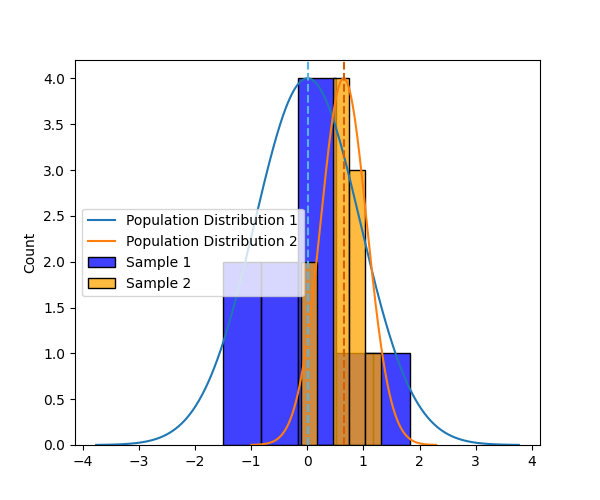 Count
4.0
3.5
3.0
2.5
2.0
1.5
1.0
0.5
0.0
Population Distribution 1
Population Distribution 2
Sample 1
Sample 2
−4 −3 −2 −1 0 1 2 3 4